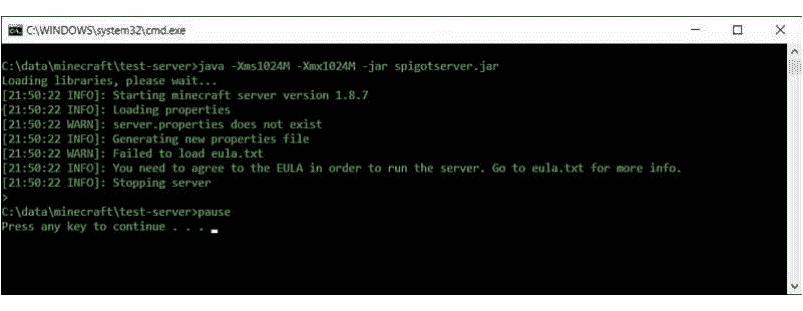 C:\WINDOWS\system32\cmd.exe
C:\data\minecraft\test-server>java -Xms1024M -Xmx1024M -jar spigotserver.jar
Loading libraries, please wait...
[21:50:22 INFO]: Starting minecraft server version 1.8.7
[21:50:22 INFO]: Loading properties
[21:50:22 WARN]: server.properties does not exist
[21:50:22 INFO]: Generating new properties file
[21:50:22 WARN]: Failed to load eula.txt
[21:50:22 INFO]: You need to agree to the EULA in order to run the server. Go to eula.txt for more info.
[21:50:22 INFO]: Stopping server
>
C:\data\minecraft\test-server>pause
Press any key to continue . . .